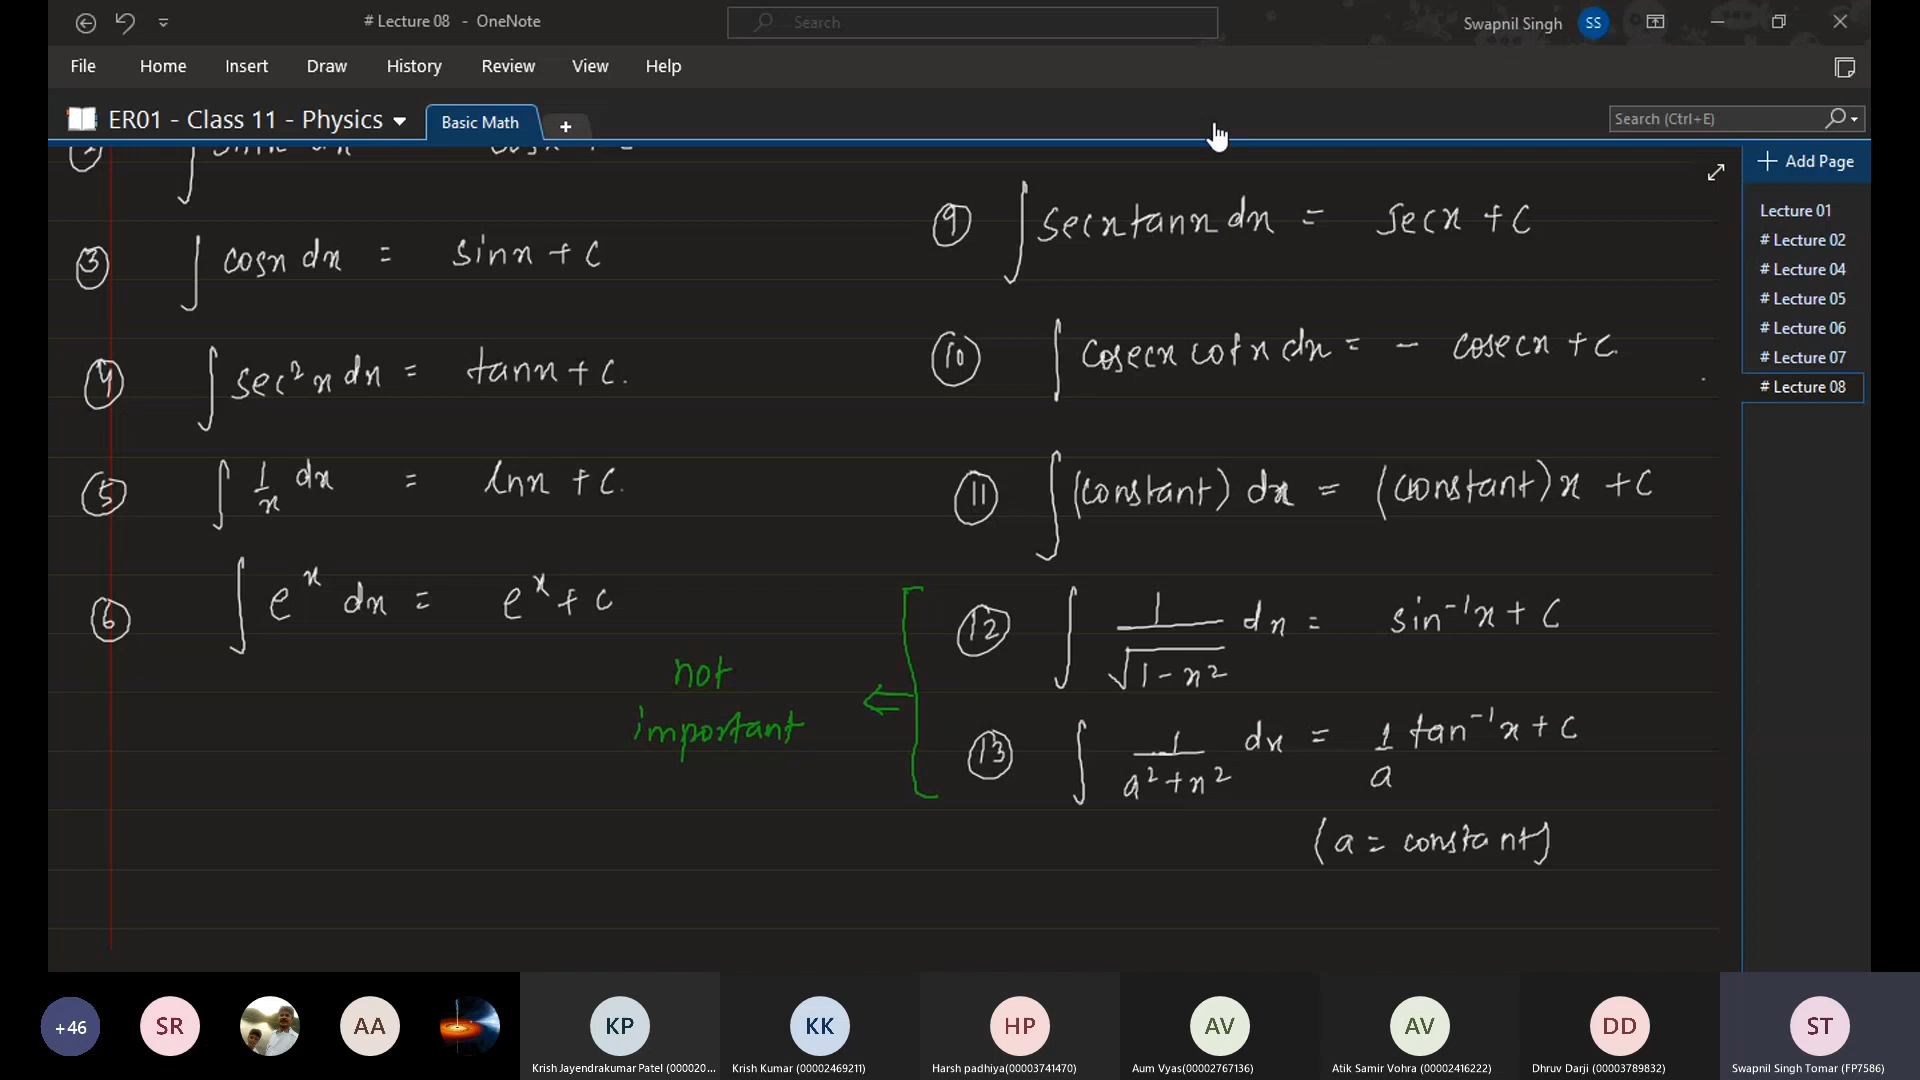 # Lecture 08 - OneNote
Search
Swapnil Singh SS
File Home Insert Draw History Review View Help
ER01 - Class 11 - Physics
Basic Math
+
Search (Ctrl+E)
Add Page
Lecture 01
# Lecture 02
# Lecture 04
# Lecture 05
# Lecture 06
# Lecture 07
# Lecture 08
③ ∫ cosx dx = sinx + c
④ ∫ sec²x dx = tanx + c.
⑤ ∫ 1/x dx = lnx + c.
⑥ ∫ eˣ dx = eˣ + c
⑨ ∫ secxtanx dx = secx + c
⑩ ∫ cosecx cotx dx = - cosecx + c.
⑪ ∫ (constant) dx = (constant)x + c
⑫ ∫ 1/√(1-x²) dx = sin⁻¹x + c
⑬ ∫ 1/(a²+x²) dx = 1/a tan⁻¹x + c
(a = constant)
not
important
+46 SR AA KP KK HP AV AV DD ST
Krish Jayendrakumar Patel (000020...
Krish Kumar (00002469211)
Harsh padhiya(00003741470)
Aum Vyas(00002767136)
Atik Samir Vohra (00002416222)
Dhruv Darji (00003789832)
Swapnil Singh Tomar (FP7586)